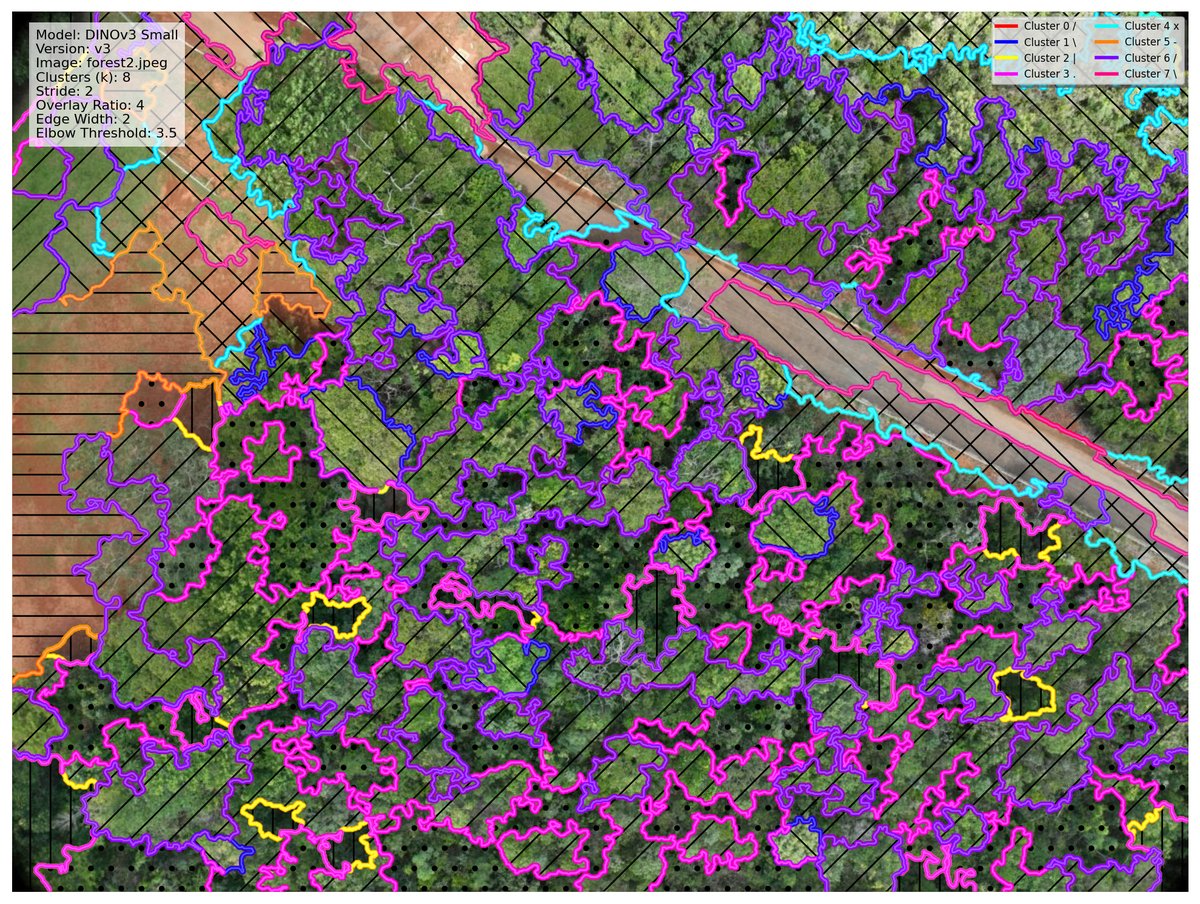 Model: DINOv3 Small
Version: v3
Image: forest2.jpeg
Clusters (k): 8
Stride: 2
Overlay Ratio: 4
Edge Width: 2
Elbow Threshold: 3.5
Cluster 0 /
Cluster 1 \
Cluster 2 |
Cluster 3 .
Cluster 4 x
Cluster 5 -
Cluster 6 /
Cluster 7 \